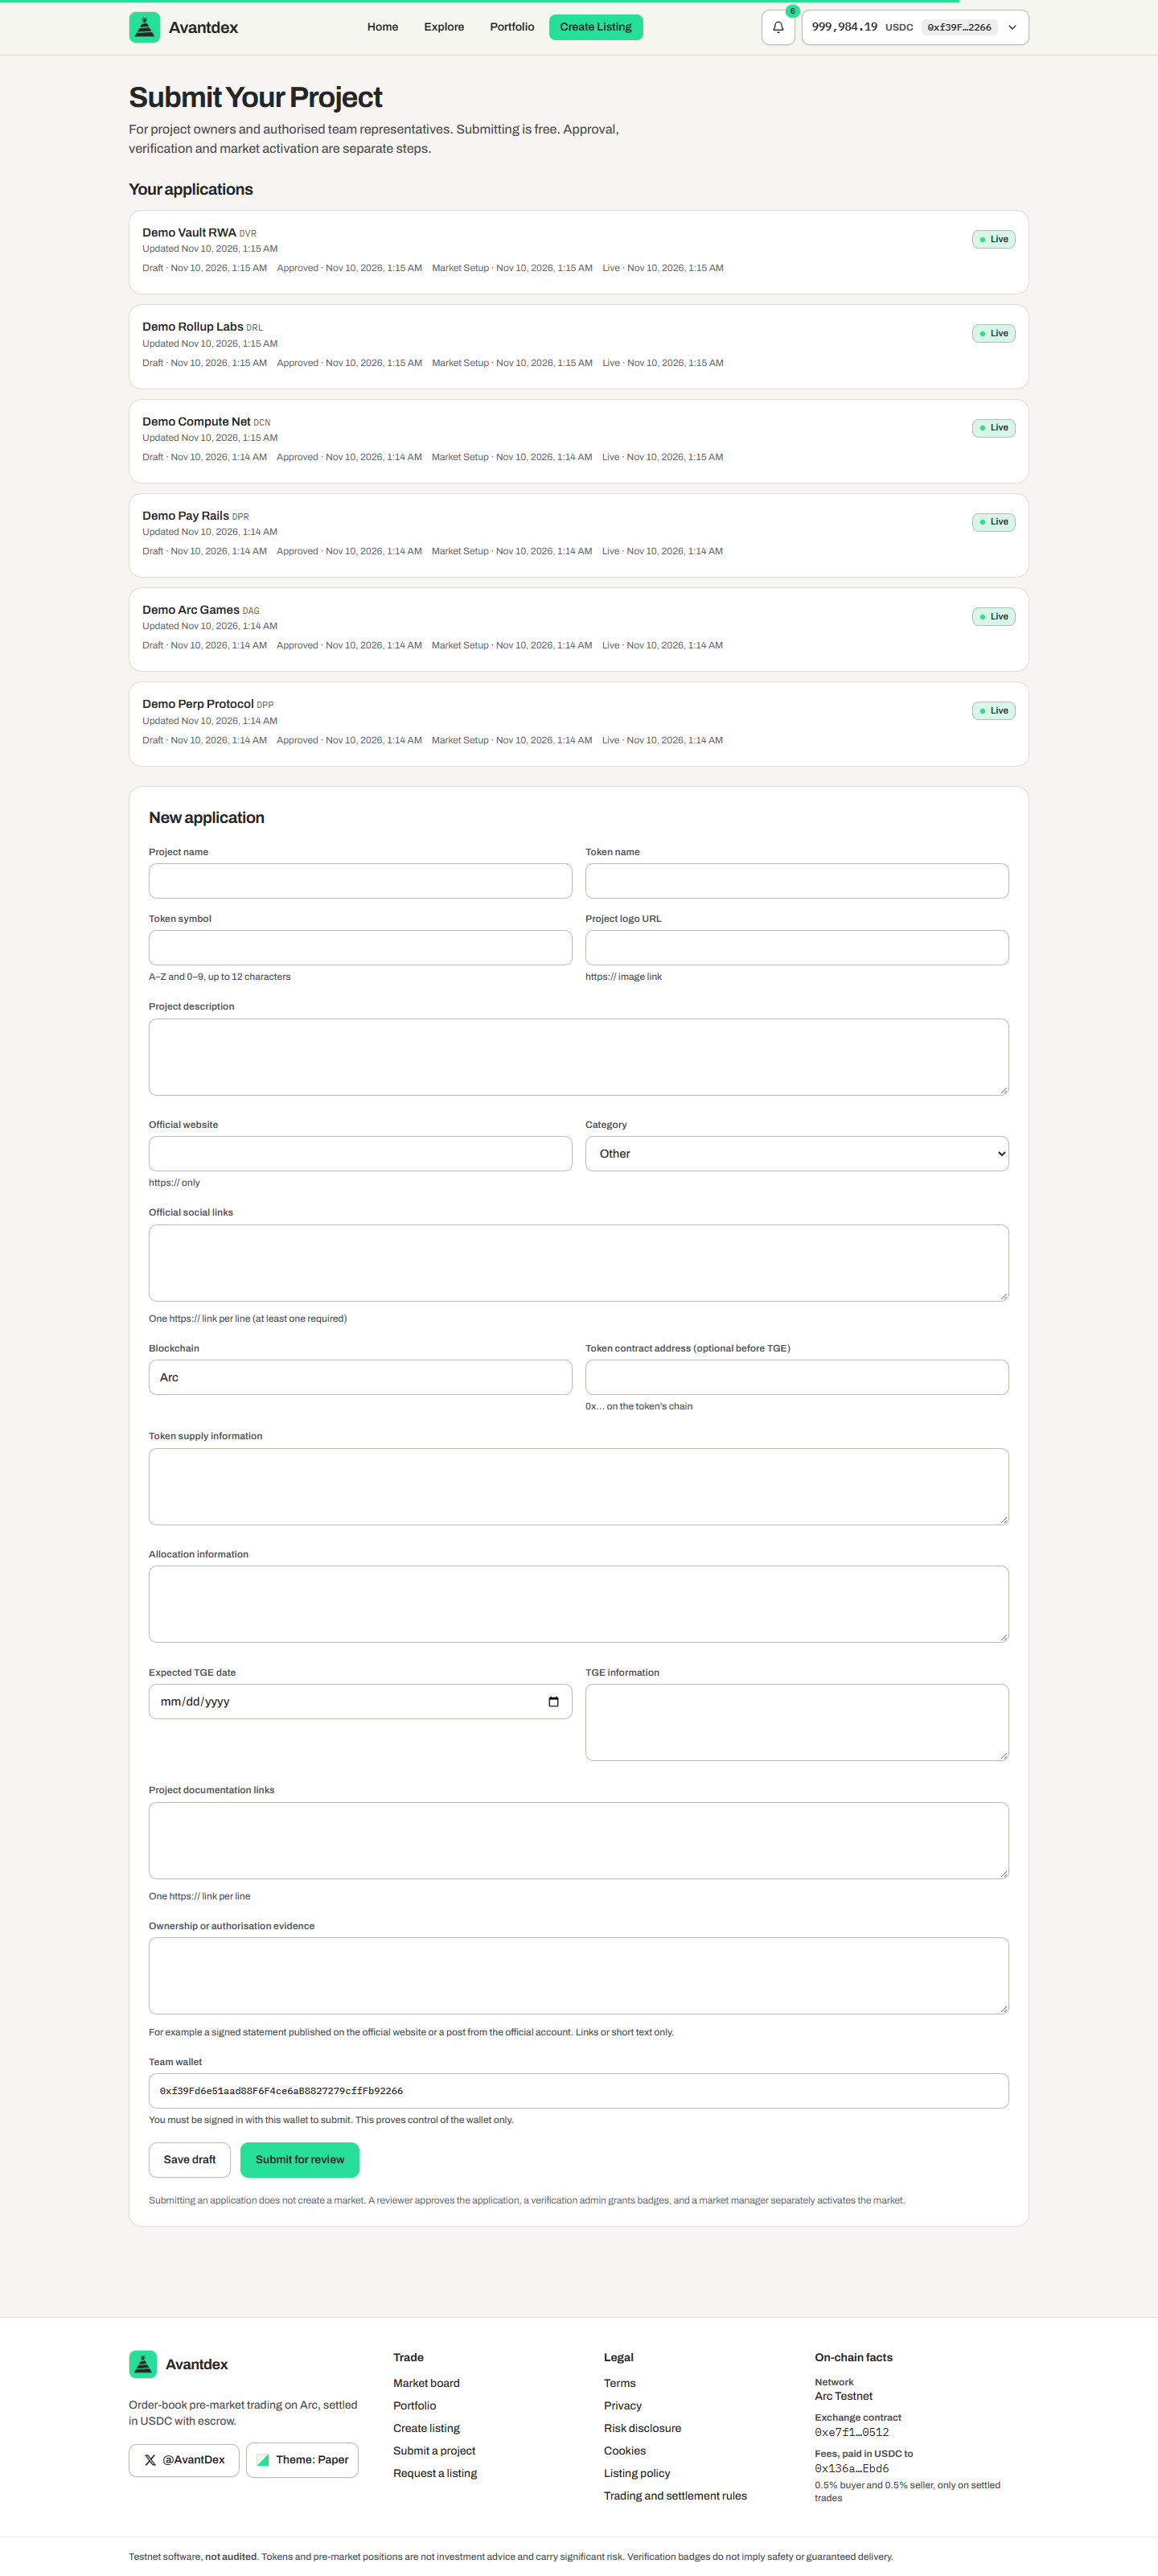 Avantdex
Home Explore Portfolio Create Listing
6
999,984.19 USDC 0xf39F…2266
Submit Your Project
For project owners and authorised team representatives. Submitting is free. Approval,
verification and market activation are separate steps.
Your applications
Demo Vault RWA DVR
Live
Updated Nov 10, 2026, 1:15 AM
Draft · Nov 10, 2026, 1:15 AM Approved · Nov 10, 2026, 1:15 AM Market Setup · Nov 10, 2026, 1:15 AM Live · Nov 10, 2026, 1:15 AM
Demo Rollup Labs DRL
Live
Updated Nov 10, 2026, 1:15 AM
Draft · Nov 10, 2026, 1:15 AM Approved · Nov 10, 2026, 1:15 AM Market Setup · Nov 10, 2026, 1:15 AM Live · Nov 10, 2026, 1:15 AM
Demo Compute Net DCN
Live
Updated Nov 10, 2026, 1:15 AM
Draft · Nov 10, 2026, 1:14 AM Approved · Nov 10, 2026, 1:14 AM Market Setup · Nov 10, 2026, 1:14 AM Live · Nov 10, 2026, 1:15 AM
Demo Pay Rails DPR
Live
Updated Nov 10, 2026, 1:14 AM
Draft · Nov 10, 2026, 1:14 AM Approved · Nov 10, 2026, 1:14 AM Market Setup · Nov 10, 2026, 1:14 AM Live · Nov 10, 2026, 1:14 AM
Demo Arc Games DAG
Live
Updated Nov 10, 2026, 1:14 AM
Draft · Nov 10, 2026, 1:14 AM Approved · Nov 10, 2026, 1:14 AM Market Setup · Nov 10, 2026, 1:14 AM Live · Nov 10, 2026, 1:14 AM
Demo Perp Protocol DPP
Live
Updated Nov 10, 2026, 1:14 AM
Draft · Nov 10, 2026, 1:14 AM Approved · Nov 10, 2026, 1:14 AM Market Setup · Nov 10, 2026, 1:14 AM Live · Nov 10, 2026, 1:14 AM
New application
Project name
Token name
Token symbol
Project logo URL
A–Z and 0–9, up to 12 characters
https:// image link
Project description
Official website
Category
Other
https:// only
Official social links
One https:// link per line (at least one required)
Blockchain
Token contract address (optional before TGE)
Arc
0x… on the token's chain
Token supply information
Allocation information
Expected TGE date
TGE information
mm/dd/yyyy
Project documentation links
One https:// link per line
Ownership or authorisation evidence
For example a signed statement published on the official website or a post from the official account. Links or short text only.
Team wallet
0xf39Fd6e51aad88F6F4ce6aB8827279cffFb92266
You must be signed in with this wallet to submit. This proves control of the wallet only.
Save draft
Submit for review
Submitting an application does not create a market. A reviewer approves the application, a verification admin grants badges, and a market manager separately activates the market.
Avantdex
Order-book pre-market trading on Arc, settled
in USDC with escrow.
@AvantDex
Theme: Paper
Trade
Market board
Portfolio
Create listing
Submit a project
Request a listing
Legal
Terms
Privacy
Risk disclosure
Cookies
Listing policy
Trading and settlement rules
On-chain facts
Network
Arc Testnet
Exchange contract
0xe7f1…0512
Fees, paid in USDC to
0x136a…Ebd6
0.5% buyer and 0.5% seller, only on settled
trades
Testnet software, not audited. Tokens and pre-market positions are not investment advice and carry significant risk. Verification badges do not imply safety or guaranteed delivery.